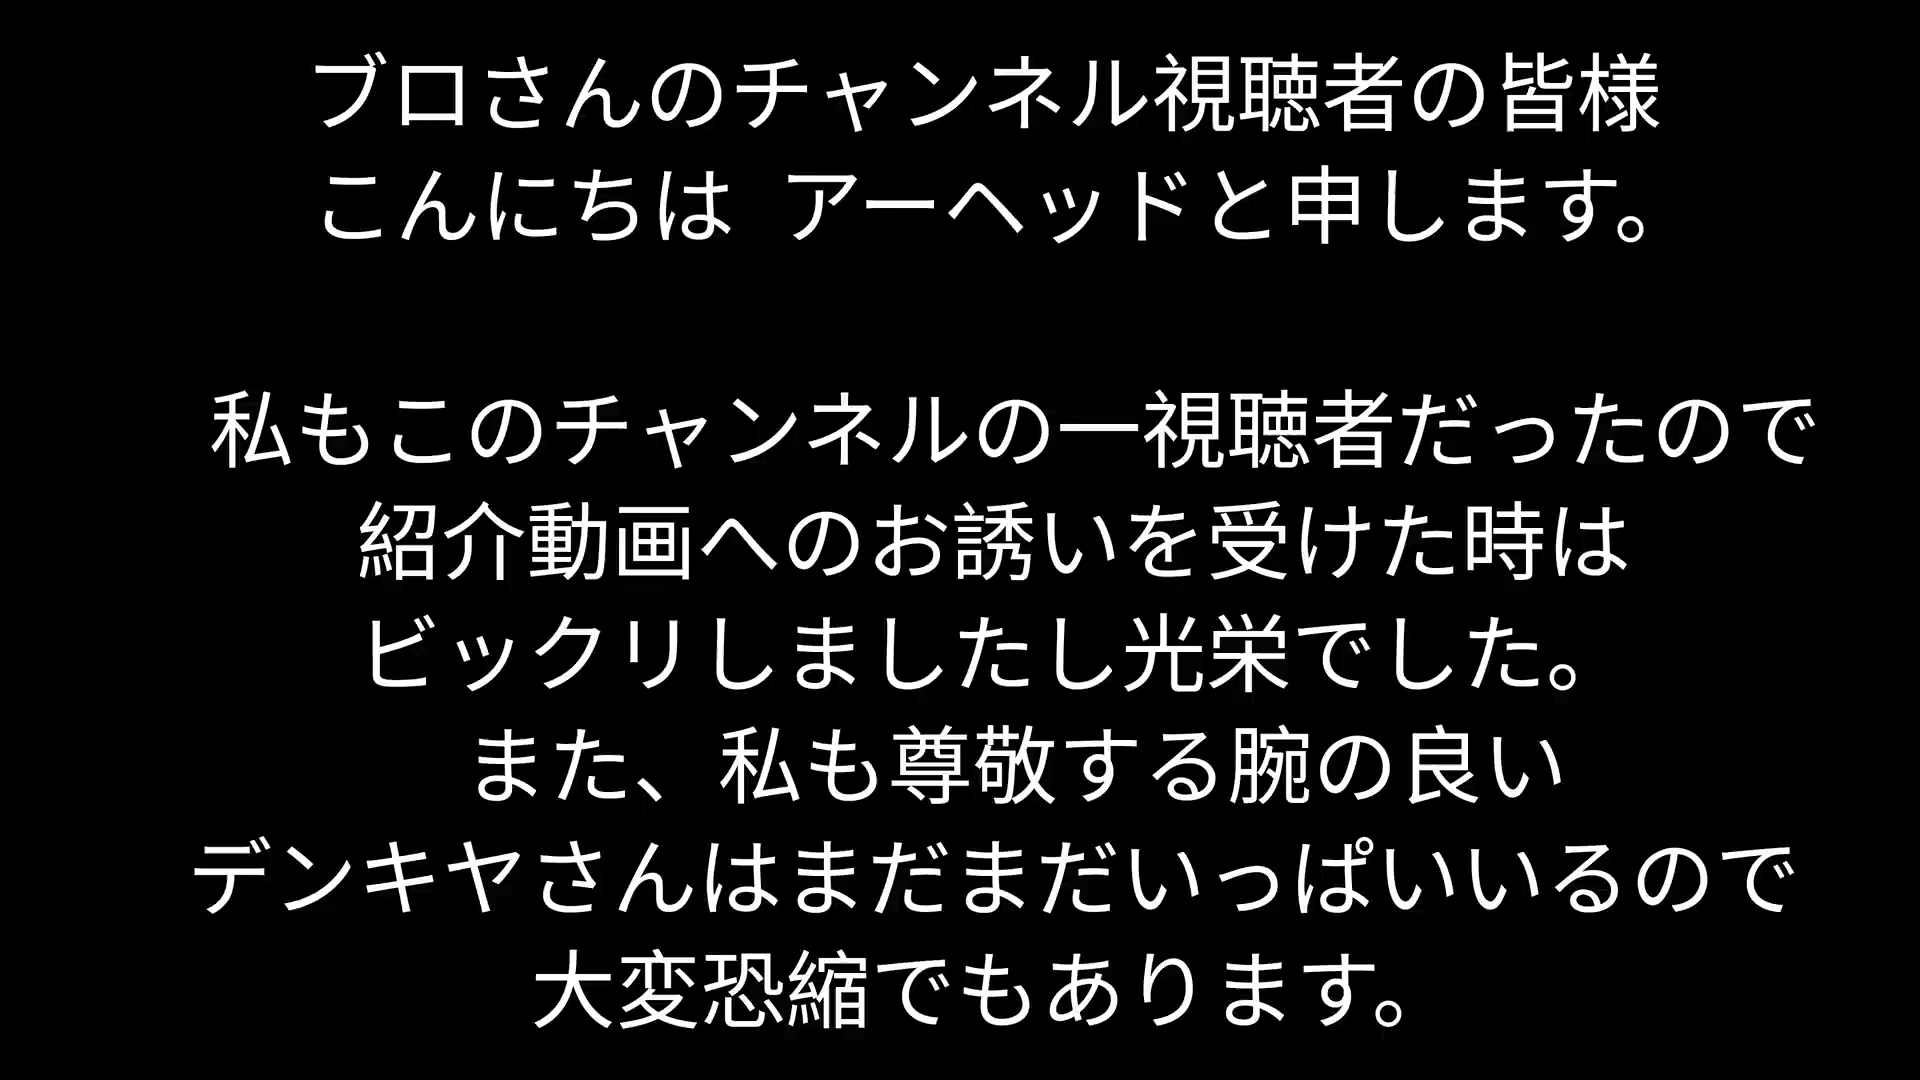 ブロさんのチャンネル視聴者の皆様
こんにちは アーヘッドと申します。
私もこのチャンネルの一視聴者だったので
紹介動画へのお誘いを受けた時は
ビックリしましたし光栄でした。
また、私も尊敬する腕の良い
デンキヤさんはまだまだいっぱいいるので
大変恐縮でもあります。